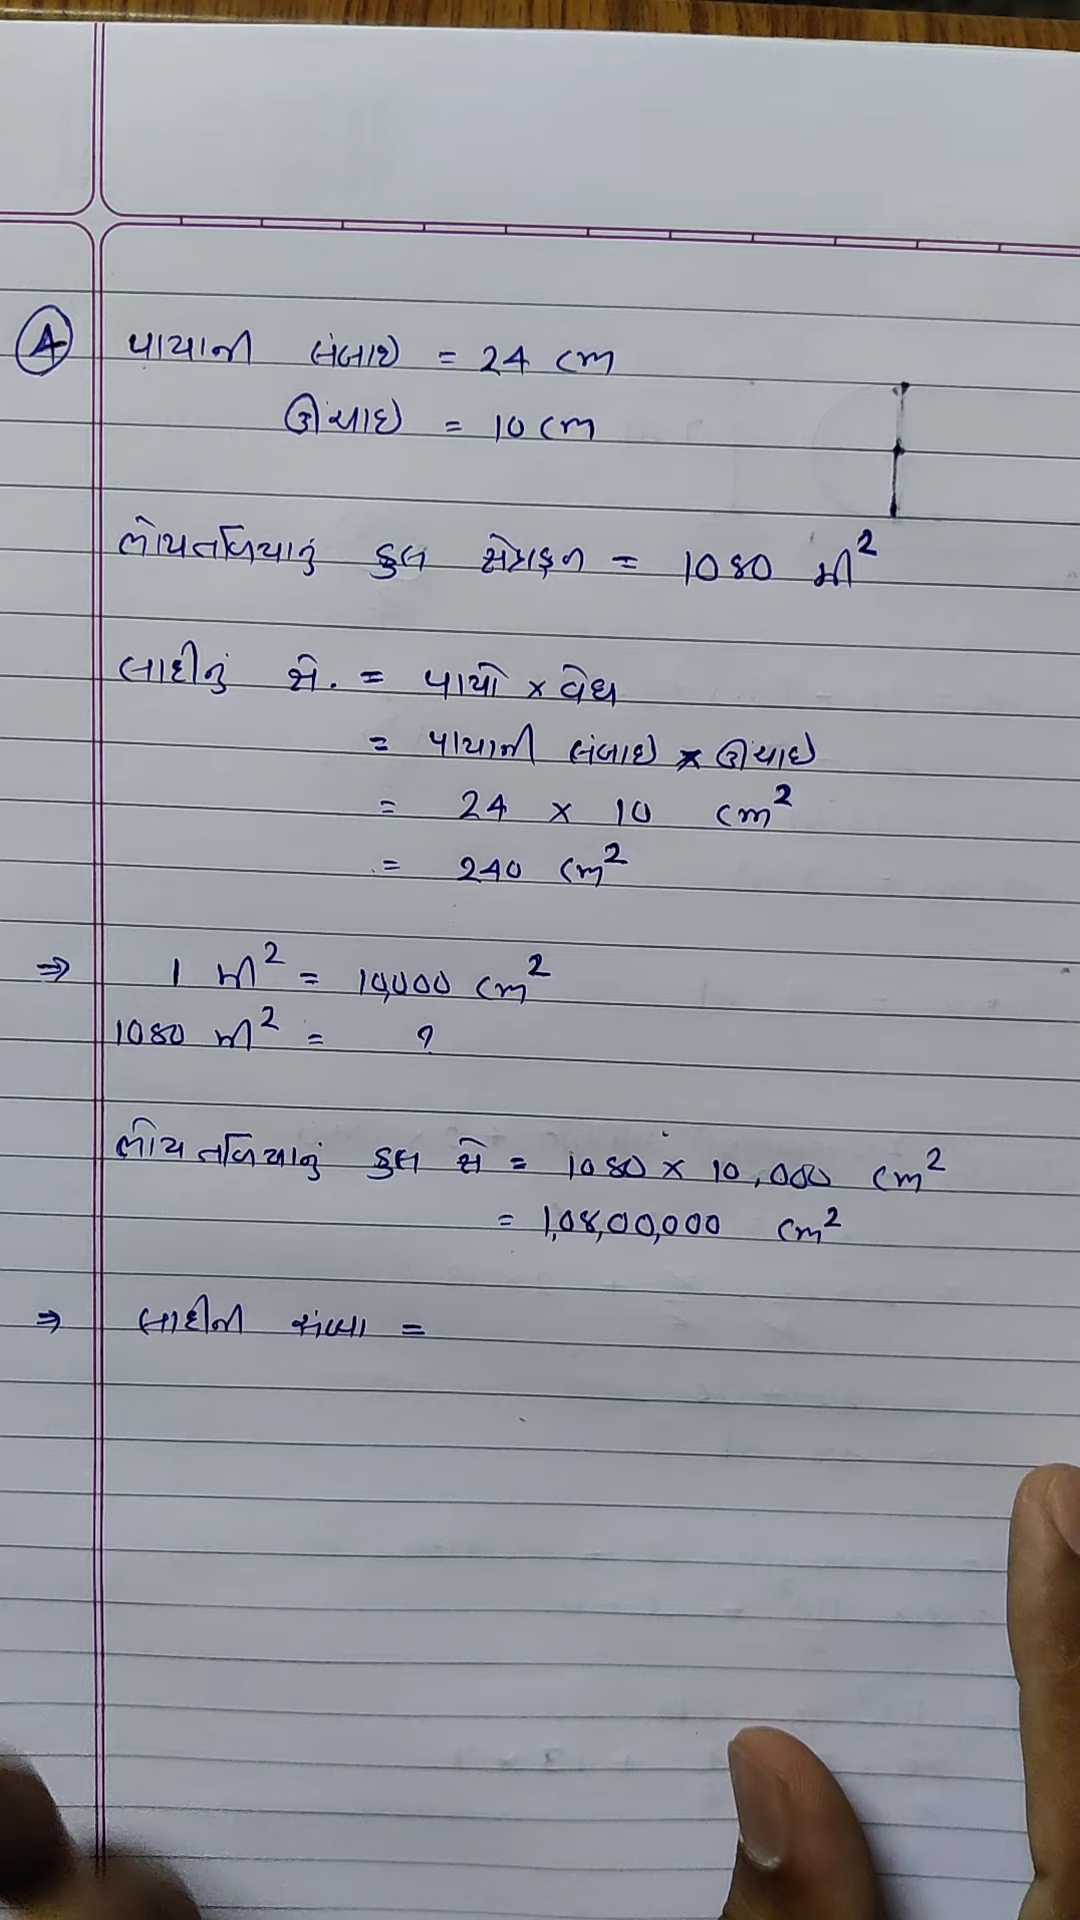 A પાયાની લંબાઇ = 24 cm
ઊંચાઇ = 10 cm
ભોયતળિયાનું કુલ ક્ષેત્રફળ = 1080 મી²
લાદીનું ક્ષે. = પાયો × વેધ
= પાયાની લંબાઇ × ઊંચાઇ
= 24 × 10 cm²
= 240 cm²
⇒ 1 મી² = 10,000 cm²
1080 મી² = ?
ભોંયતળિયાનું કુલ ક્ષે = 1080 × 10,000 cm²
= 1,08,00,000 cm²
⇒ લાદીની સંખ્યા =